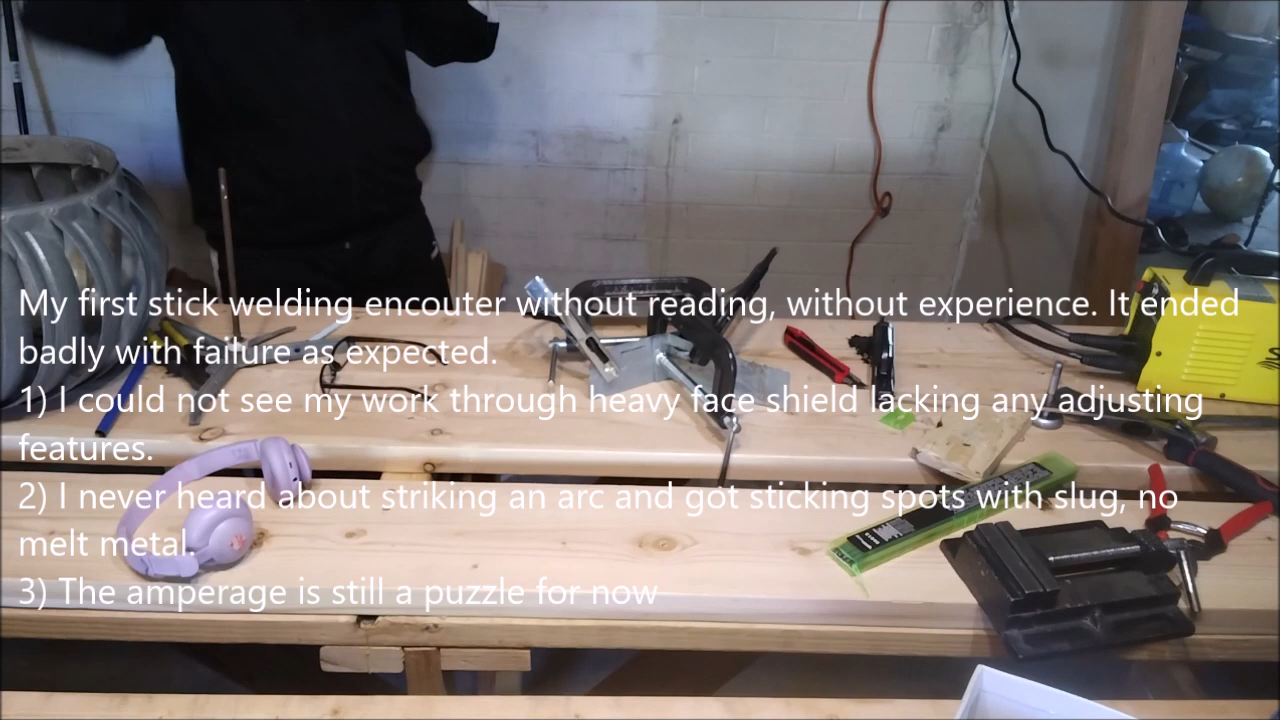 My first stick welding encouter without reading, without experience. It ended
badly with failure as expected.
1) I could not see my work through heavy face shield lacking any adjusting
features.
2) I never heard about striking an arc and got sticking spots with slug, no
melt metal.
3) The amperage is still a puzzle for now